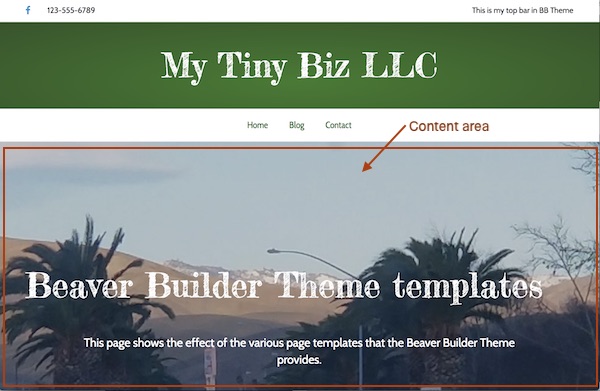 123-555-6789 This is my top bar in BB Theme
My Tiny Biz LLC
Home Blog Contact
Content area
Beaver Builder Theme templates
This page shows the effect of the various page templates that the Beaver Builder Theme
provides.